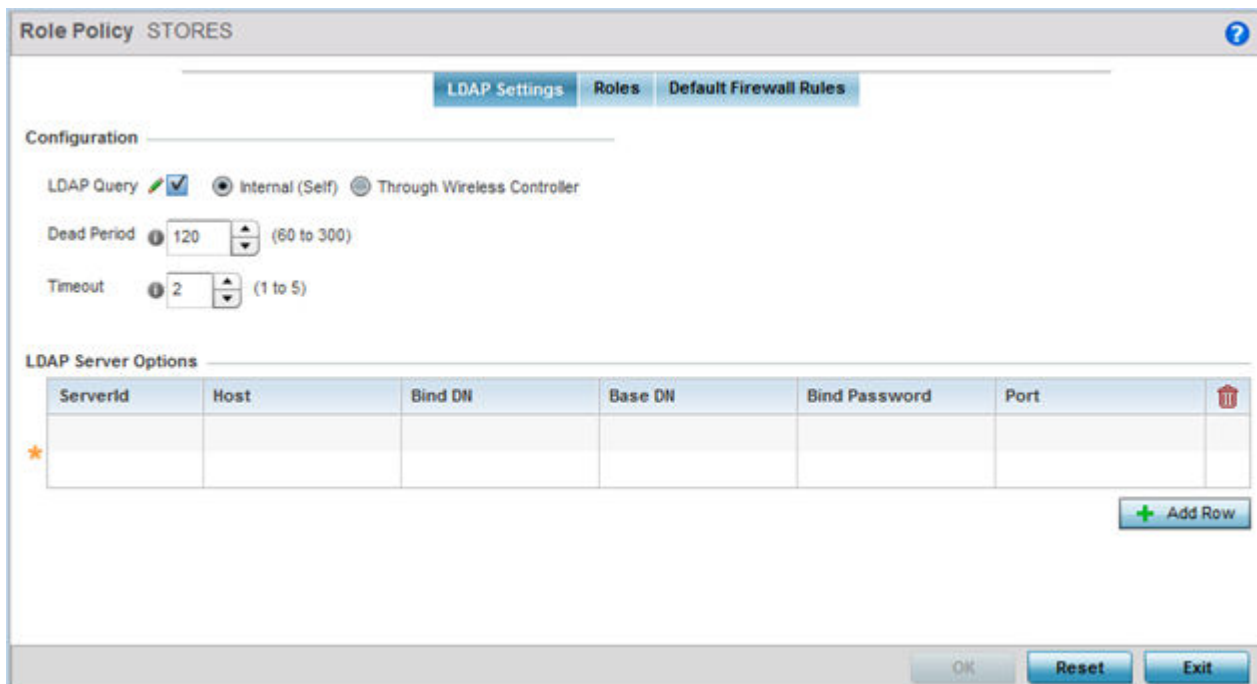 Role Policy STORES
?
LDAP Settings Roles Default Firewall Rules
Configuration
LDAP Query Internal (Self) Through Wireless Controller
Dead Period i 120 (60 to 300)
Timeout i 2 (1 to 5)
LDAP Server Options
ServerId Host Bind DN Base DN Bind Password Port
* 
Add Row
OK Reset Exit